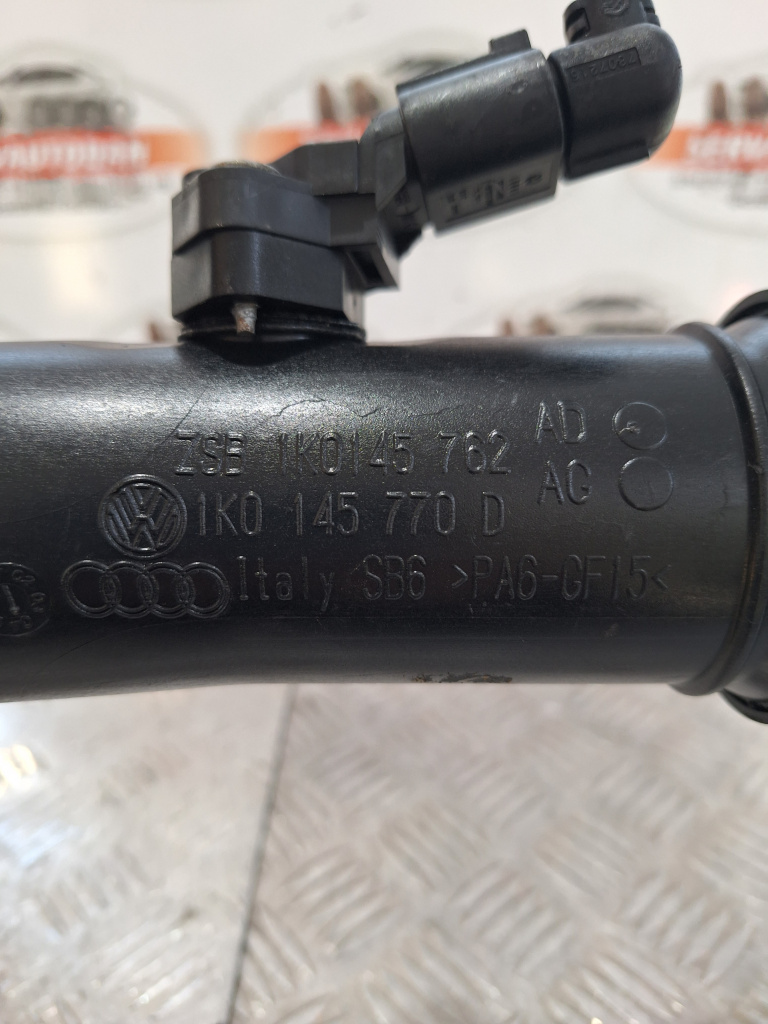 ZSB 1K0145 762 AD
AG
1K0 145 770 D
Italy SB6 >PA6-GF15<